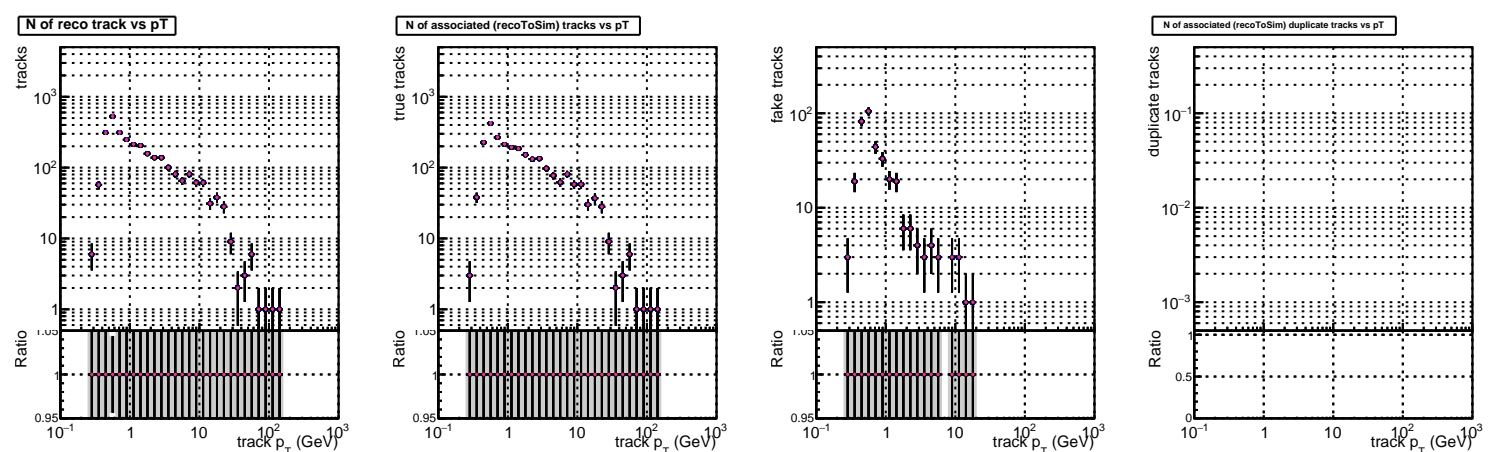 N of reco track vs pT
tracks
10³
10²
10
1
Ratio
1.05
1
0.95
10⁻¹ 1 10 10² 10³
track p_T (GeV)
N of associated (recoToSim) tracks vs pT
true tracks
10³
10²
10
1
Ratio
1.05
1
0.95
10⁻¹ 1 10 10² 10³
track p_T (GeV)
fake tracks
10²
10
1
Ratio
1.05
1
0.95
10⁻¹ 1 10 10² 10³
track p_T (GeV)
N of associated (recoToSim) duplicate tracks vs pT
duplicate tracks
10⁻¹
10⁻²
10⁻³
Ratio
1
0.5
0
10⁻¹ 1 10 10² 10³
track p_T (GeV)